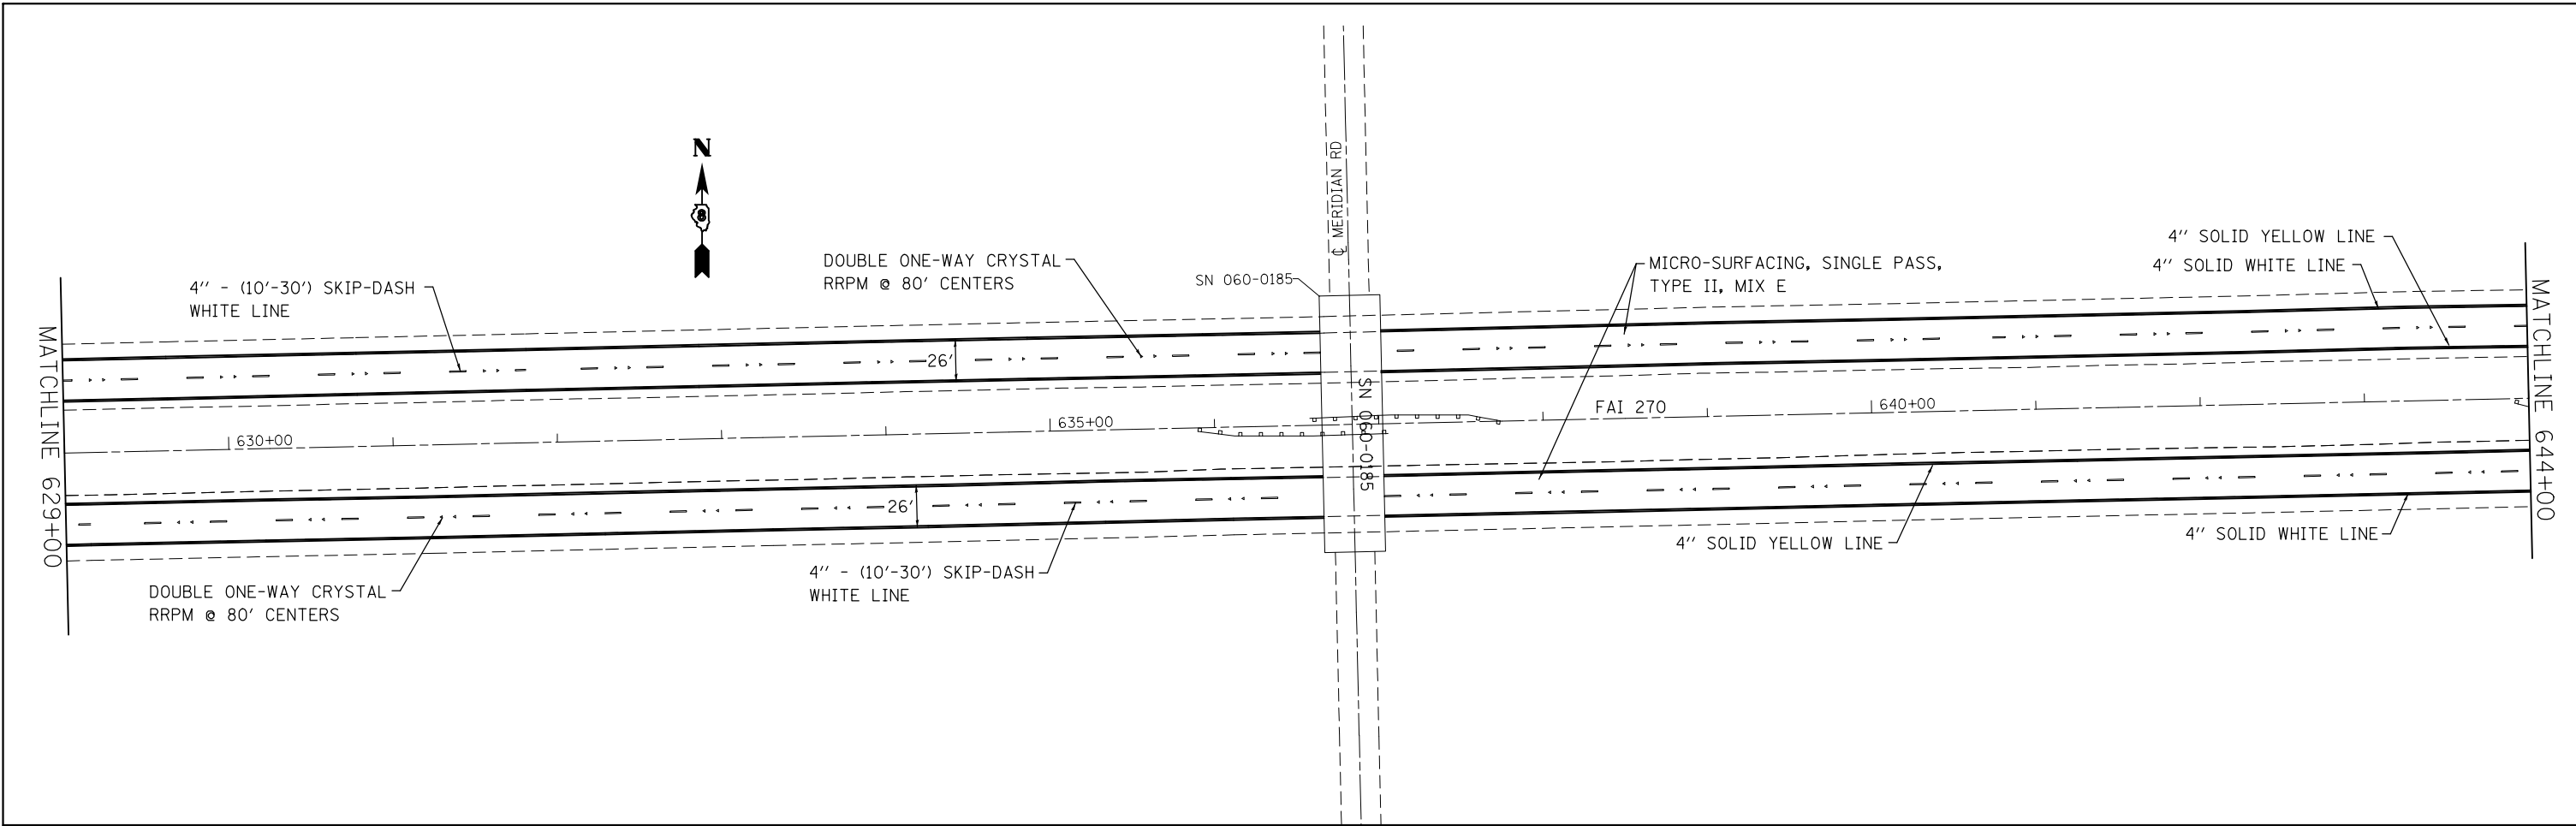 N
8
℄ MERIDIAN RD
4" SOLID YELLOW LINE
4" SOLID WHITE LINE
DOUBLE ONE-WAY CRYSTAL
RRPM @ 80' CENTERS
MICRO-SURFACING, SINGLE PASS,
TYPE II, MIX E
SN 060-0185
4" - (10'-30') SKIP-DASH
WHITE LINE
MATCHLINE 629+00
MATCHLINE 644+00
26'
SN 060-0185
FAI 270
630+00
635+00
640+00
26'
4" SOLID YELLOW LINE
4" SOLID WHITE LINE
4" - (10'-30') SKIP-DASH
WHITE LINE
DOUBLE ONE-WAY CRYSTAL
RRPM @ 80' CENTERS